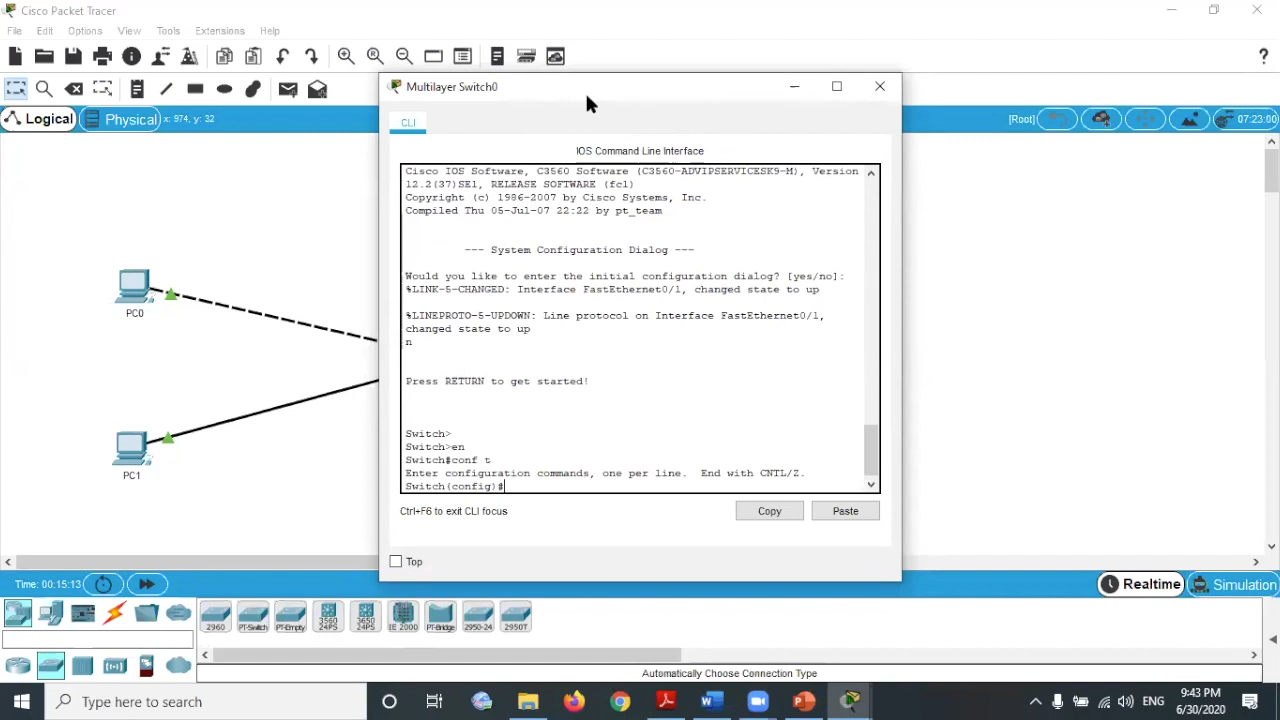 Cisco Packet Tracer
File Edit Options View Tools Extensions Help
Multilayer Switch0
Logical Physical x: 974, y: 32
[Root] 07:23:00
CLI
IOS Command Line Interface
Cisco IOS Software, C3560 Software (C3560-ADVIPSERVICESK9-M), Version
12.2(37)SE1, RELEASE SOFTWARE (fc1)
Copyright (c) 1986-2007 by Cisco Systems, Inc.
Compiled Thu 05-Jul-07 22:22 by pt_team
--- System Configuration Dialog ---
Would you like to enter the initial configuration dialog? [yes/no]:
%LINK-5-CHANGED: Interface FastEthernet0/1, changed state to up
%LINEPROTO-5-UPDOWN: Line protocol on Interface FastEthernet0/1,
changed state to up
n
Press RETURN to get started!
Switch>
Switch>en
Switch#conf t
Enter configuration commands, one per line. End with CNTL/Z.
Switch(config)#
Ctrl+F6 to exit CLI focus
Copy Paste
Top
PC0
PC1
Time: 00:15:13
Realtime Simulation
2960 PT-Switch PT-Empty 3560 24PS 3650 24PS IE 2000 PT-Bridge 2950-24 2950T
Automatically Choose Connection Type
Type here to search
ENG
9:43 PM
6/30/2020